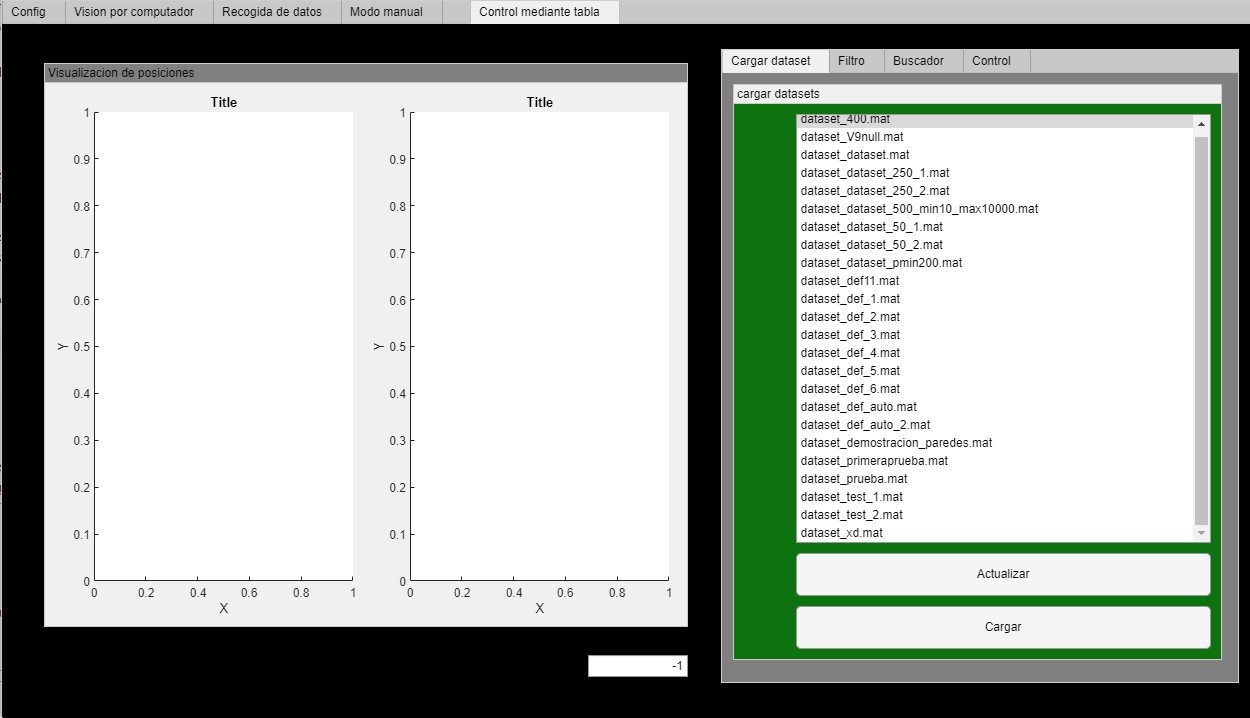 Config
Vision por computador
Recogida de datos
Modo manual
Control mediante tabla
Visualizacion de posiciones
Title
1
0.9
0.8
0.7
0.6
0.5
0.4
0.3
0.2
0.1
0
Y
0 0.2 0.4 0.6 0.8 1
X
Title
1
0.9
0.8
0.7
0.6
0.5
0.4
0.3
0.2
0.1
0
Y
0 0.2 0.4 0.6 0.8 1
X
-1
Cargar dataset
Filtro
Buscador
Control
cargar datasets
dataset_400.mat
dataset_V9null.mat
dataset_dataset.mat
dataset_dataset_250_1.mat
dataset_dataset_250_2.mat
dataset_dataset_500_min10_max10000.mat
dataset_dataset_50_1.mat
dataset_dataset_50_2.mat
dataset_dataset_pmin200.mat
dataset_def11.mat
dataset_def_1.mat
dataset_def_2.mat
dataset_def_3.mat
dataset_def_4.mat
dataset_def_5.mat
dataset_def_6.mat
dataset_def_auto.mat
dataset_def_auto_2.mat
dataset_demostracion_paredes.mat
dataset_primeraprueba.mat
dataset_prueba.mat
dataset_test_1.mat
dataset_test_2.mat
dataset_xd.mat
Actualizar
Cargar